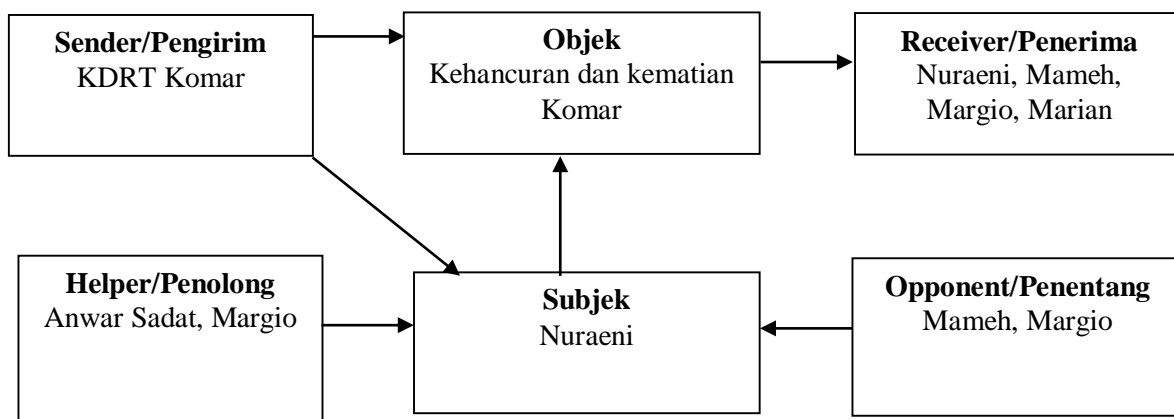 Sender/Pengirim
KDRT Komar
Objek
Kehancuran dan kematian
Komar
Receiver/Penerima
Nuraeni, Mameh,
Margio, Marian
Helper/Penolong
Anwar Sadat, Margio
Subjek
Nuraeni
Opponent/Penentang
Mameh, Margio